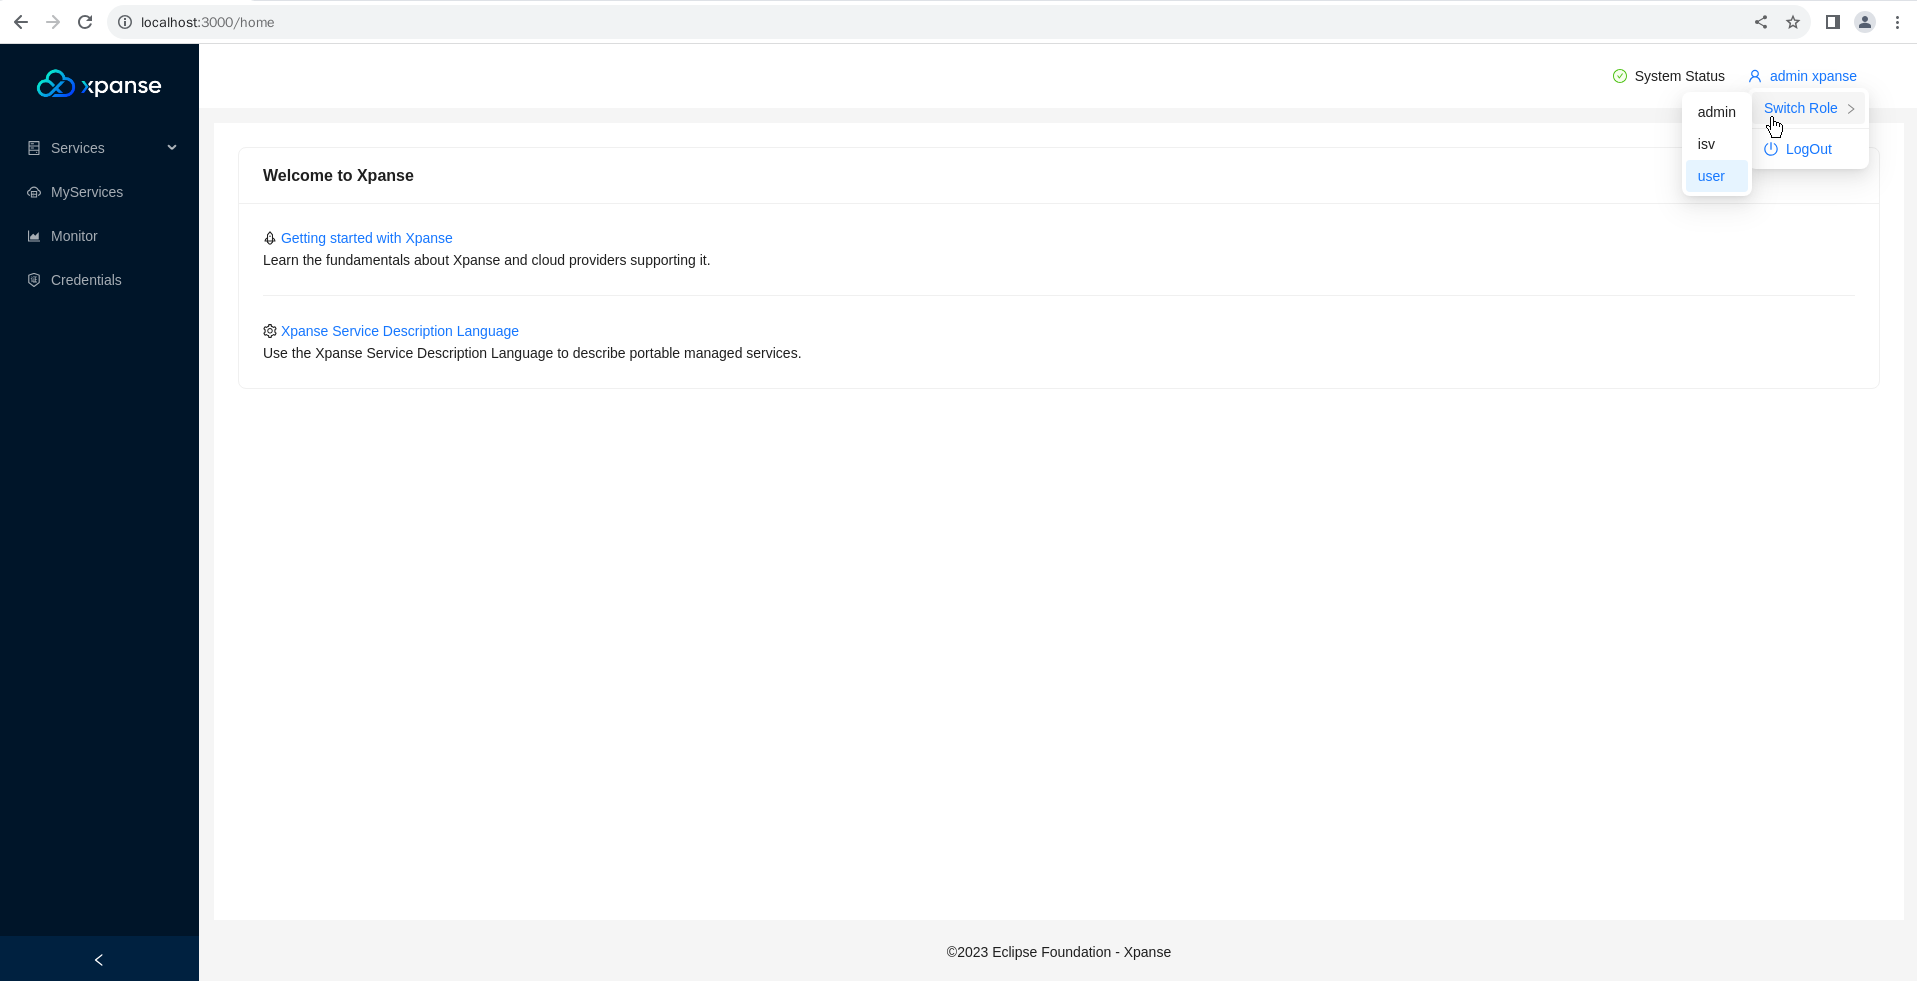 localhost:3000/home
xpanse
System Status
admin xpanse
Services
MyServices
Monitor
Credentials
admin
isv
user
Switch Role
LogOut
Welcome to Xpanse
Getting started with Xpanse
Learn the fundamentals about Xpanse and cloud providers supporting it.
Xpanse Service Description Language
Use the Xpanse Service Description Language to describe portable managed services.
©2023 Eclipse Foundation - Xpanse